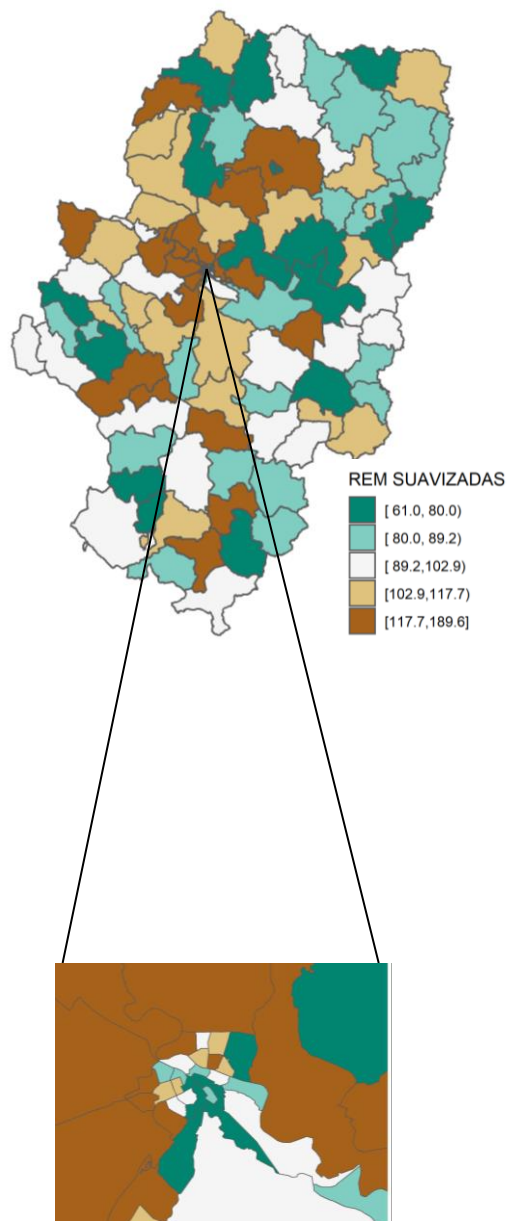 REM SUAVIZADAS
[ 61.0, 80.0)
[ 80.0, 89.2)
[ 89.2,102.9)
[102.9,117.7)
[117.7,189.6]